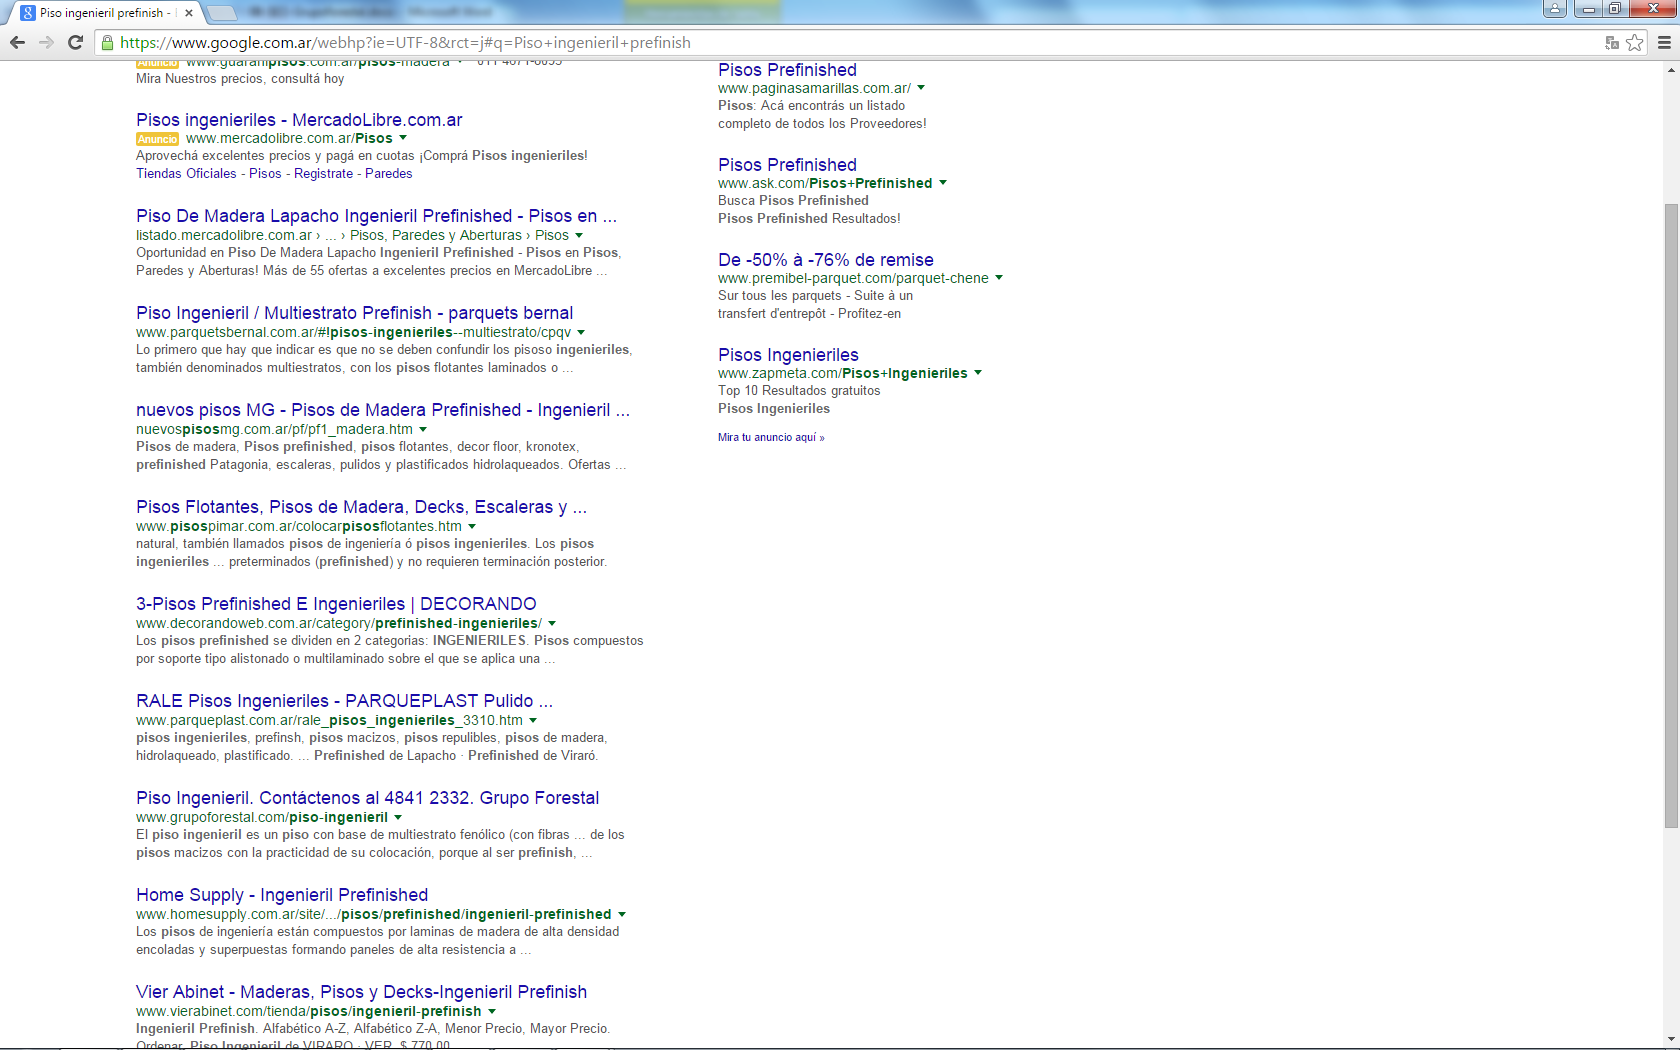 Piso ingenieril prefinish -
https://www.google.com.ar/webhp?ie=UTF-8&rct=j#q=Piso+ingenieril+prefinish
Anuncio www.guaranipisos.com.ar/pisos-madera
Mira Nuestros precios, consultá hoy
Pisos ingenieriles - MercadoLibre.com.ar
Anuncio www.mercadolibre.com.ar/Pisos
Aprovechá excelentes precios y pagá en cuotas ¡Comprá Pisos ingenieriles!
Tiendas Oficiales - Pisos - Registrate - Paredes
Piso De Madera Lapacho Ingenieril Prefinished - Pisos en ...
listado.mercadolibre.com.ar › ... › Pisos, Paredes y Aberturas › Pisos
Oportunidad en Piso De Madera Lapacho Ingenieril Prefinished - Pisos en Pisos,
Paredes y Aberturas! Más de 55 ofertas a excelentes precios en MercadoLibre ...
Piso Ingenieril / Multiestrato Prefinish - parquets bernal
www.parquetsbernal.com.ar/#!pisos-ingenieriles--multiestrato/cpqv
Lo primero que hay que indicar es que no se deben confundir los pisoso ingenieriles,
también denominados multiestratos, con los pisos flotantes laminados o ...
nuevos pisos MG - Pisos de Madera Prefinished - Ingenieril ...
nuevospisosmg.com.ar/pf/pf1_madera.htm
Pisos de madera, Pisos prefinished, pisos flotantes, decor floor, kronotex,
prefinished Patagonia, escaleras, pulidos y plastificados hidrolaqueados. Ofertas ...
Pisos Flotantes, Pisos de Madera, Decks, Escaleras y ...
www.pisospimar.com.ar/colocarpisosflotantes.htm
natural, también llamados pisos de ingeniería ó pisos ingenieriles. Los pisos
ingenieriles ... preterminados (prefinished) y no requieren terminación posterior.
3-Pisos Prefinished E Ingenieriles | DECORANDO
www.decorandoweb.com.ar/category/prefinished-ingenieriles/
Los pisos prefinished se dividen en 2 categorias: INGENIERILES. Pisos compuestos
por soporte tipo alistonado o multilaminado sobre el que se aplica una ...
RALE Pisos Ingenieriles - PARQUEPLAST Pulido ...
www.parqueplast.com.ar/rale_pisos_ingenieriles_3310.htm
pisos ingenieriles, prefinsh, pisos macizos, pisos repulibles, pisos de madera,
hidrolaqueado, plastificado. ... Prefinished de Lapacho · Prefinished de Viraró.
Piso Ingenieril. Contáctenos al 4841 2332. Grupo Forestal
www.grupoforestal.com/piso-ingenieril
El piso ingenieril es un piso con base de multiestrato fenólico (con fibras ... de los
pisos macizos con la practicidad de su colocación, porque al ser prefinish, ...
Home Supply - Ingenieril Prefinished
www.homesupply.com.ar/site/.../pisos/prefinished/ingenieril-prefinished
Los pisos de ingeniería están compuestos por laminas de madera de alta densidad
encoladas y superpuestas formando paneles de alta resistencia a ...
Vier Abinet - Maderas, Pisos y Decks-Ingenieril Prefinish
www.vierabinet.com/tienda/pisos/ingenieril-prefinish
Ingenieril Prefinish. Alfabético A-Z, Alfabético Z-A, Menor Precio, Mayor Precio.
Ordenar. Piso Ingenieril de VIRARO · VER. $ 770.00
Pisos Prefinished
www.paginasamarillas.com.ar/
Pisos: Acá encontrás un listado
completo de todos los Proveedores!
Pisos Prefinished
www.ask.com/Pisos+Prefinished
Busca Pisos Prefinished
Pisos Prefinished Resultados!
De -50% à -76% de remise
www.premibel-parquet.com/parquet-chene
Sur tous les parquets - Suite à un
transfert d'entrepôt - Profitez-en
Pisos Ingenieriles
www.zapmeta.com/Pisos+Ingenieriles
Top 10 Resultados gratuitos
Pisos Ingenieriles
Mira tu anuncio aquí »